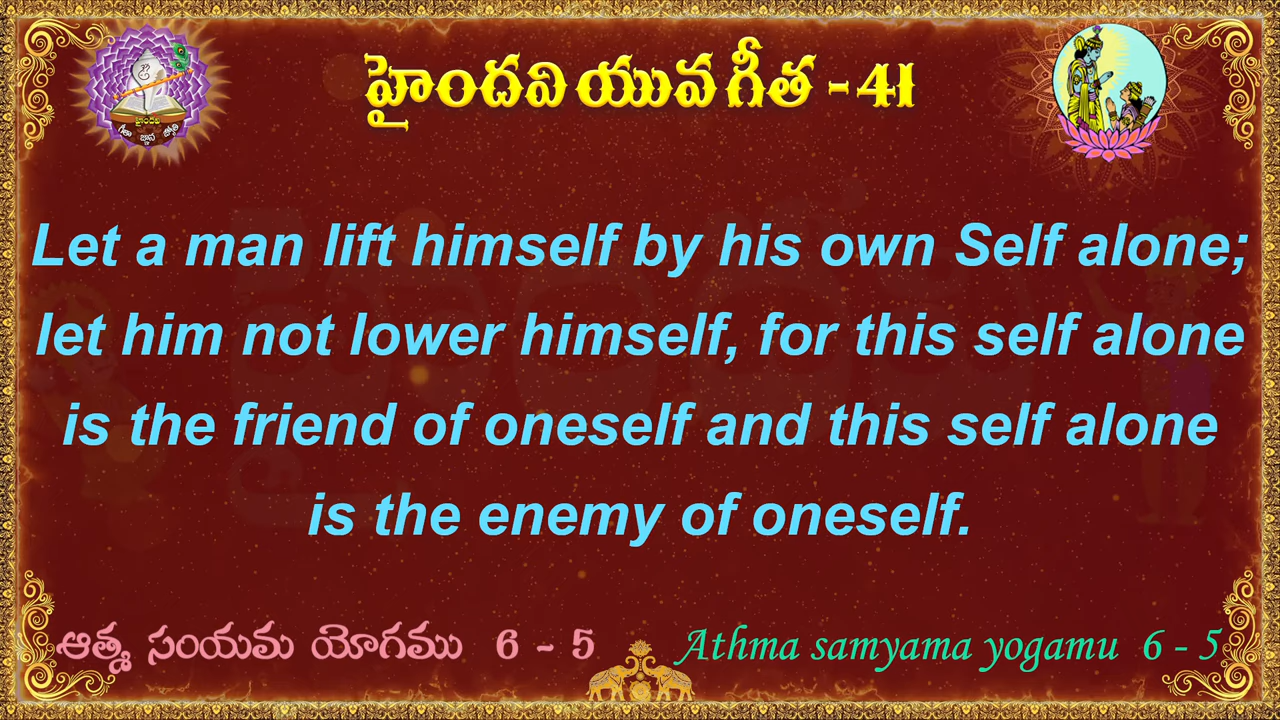 హైందవి యువ గీత - 41
Let a man lift himself by his own Self alone;
let him not lower himself, for this self alone
is the friend of oneself and this self alone
is the enemy of oneself.
ఆత్మ సంయమ యోగము 6 - 5
Athma samyama yogamu 6 - 5